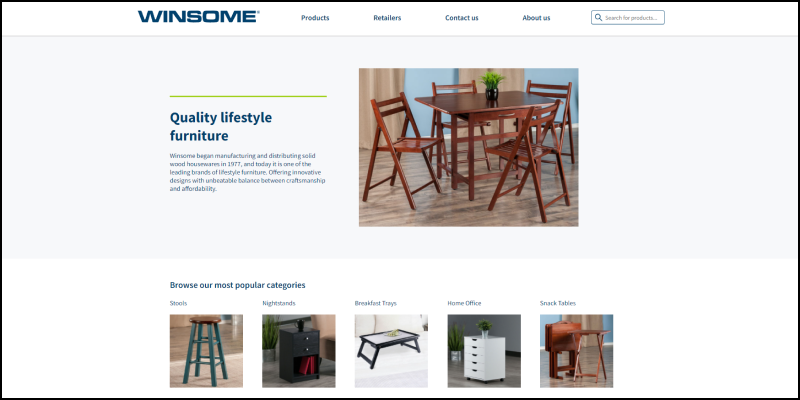 WINSOME®
Products
Retailers
Contact us
About us
Search for products...
Quality lifestyle
furniture
Winsome began manufacturing and distributing solid
wood housewares in 1977, and today it is one of the
leading brands of lifestyle furniture. Offering innovative
designs with unbeatable balance between craftsmanship
and affordability.
Browse our most popular categories
Stools
Nightstands
Breakfast Trays
Home Office
Snack Tables